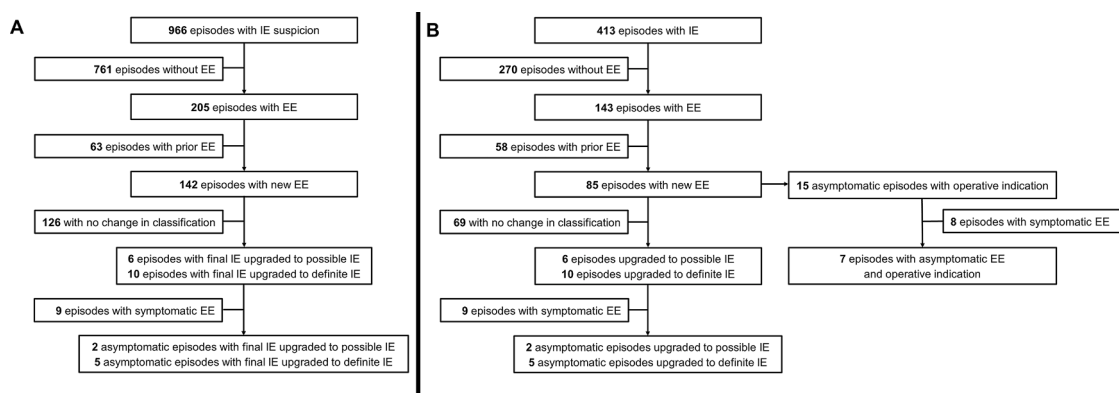 A
966 episodes with IE suspicion
761 episodes without EE
205 episodes with EE
63 episodes with prior EE
142 episodes with new EE
126 with no change in classification
6 episodes with final IE upgraded to possible IE
10 episodes with final IE upgraded to definite IE
9 episodes with symptomatic EE
2 asymptomatic episodes with final IE upgraded to possible IE
5 asymptomatic episodes with final IE upgraded to definite IE
B
413 episodes with IE
270 episodes without EE
143 episodes with EE
58 episodes with prior EE
85 episodes with new EE
15 asymptomatic episodes with operative indication
69 with no change in classification
8 episodes with symptomatic EE
6 episodes upgraded to possible IE
10 episodes upgraded to definite IE
7 episodes with asymptomatic EE
and operative indication
9 episodes with symptomatic EE
2 asymptomatic episodes upgraded to possible IE
5 asymptomatic episodes upgraded to definite IE